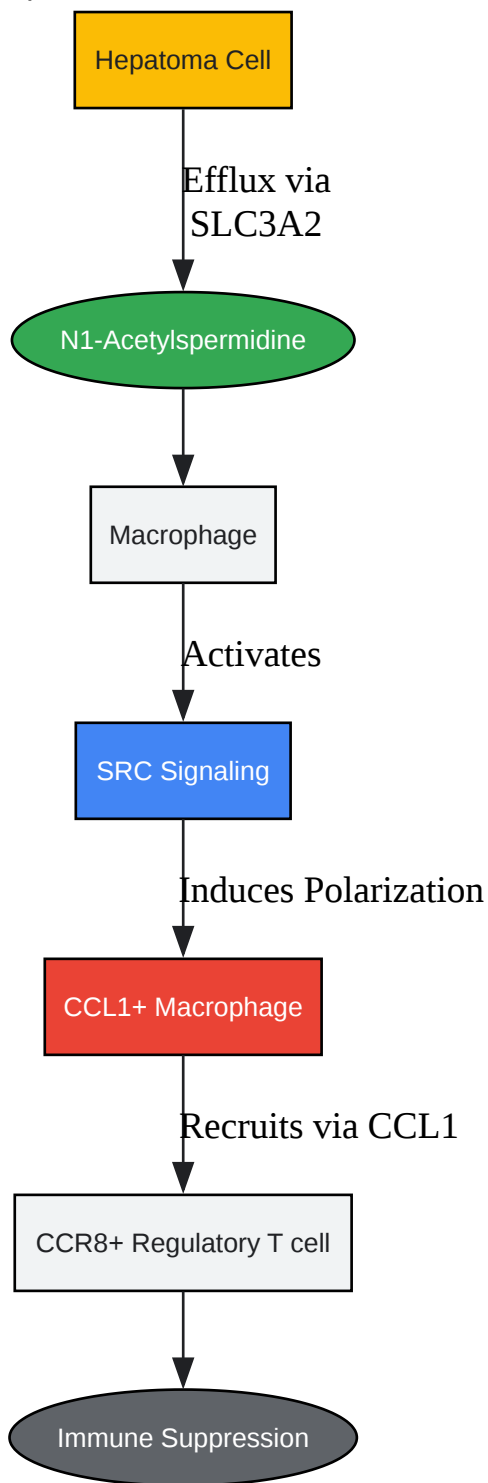 Hepatoma Cell
Efflux via
SLC3A2
N1-Acetylspermidine
Macrophage
Activates
SRC Signaling
Induces Polarization
CCL1+ Macrophage
Recruits via CCL1
CCR8+ Regulatory T cell
Immune Suppression